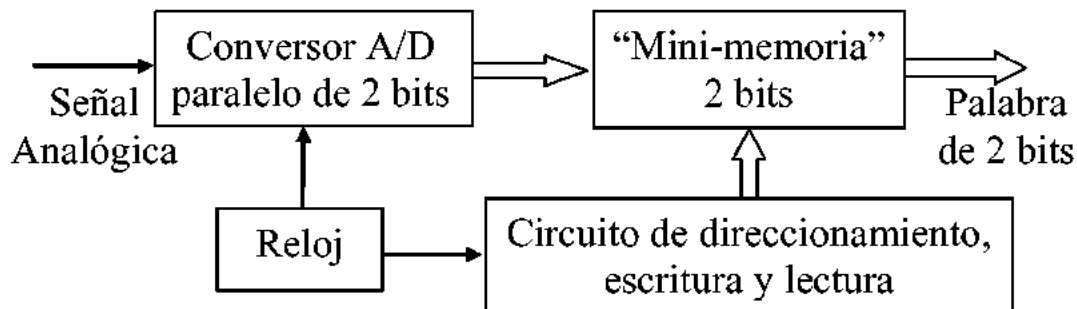 Conversor A/D
paralelo de 2 bits
“Mini-memoria”
2 bits
Señal
Analógica
Palabra
de 2 bits
Reloj
Circuito de direccionamiento,
escritura y lectura